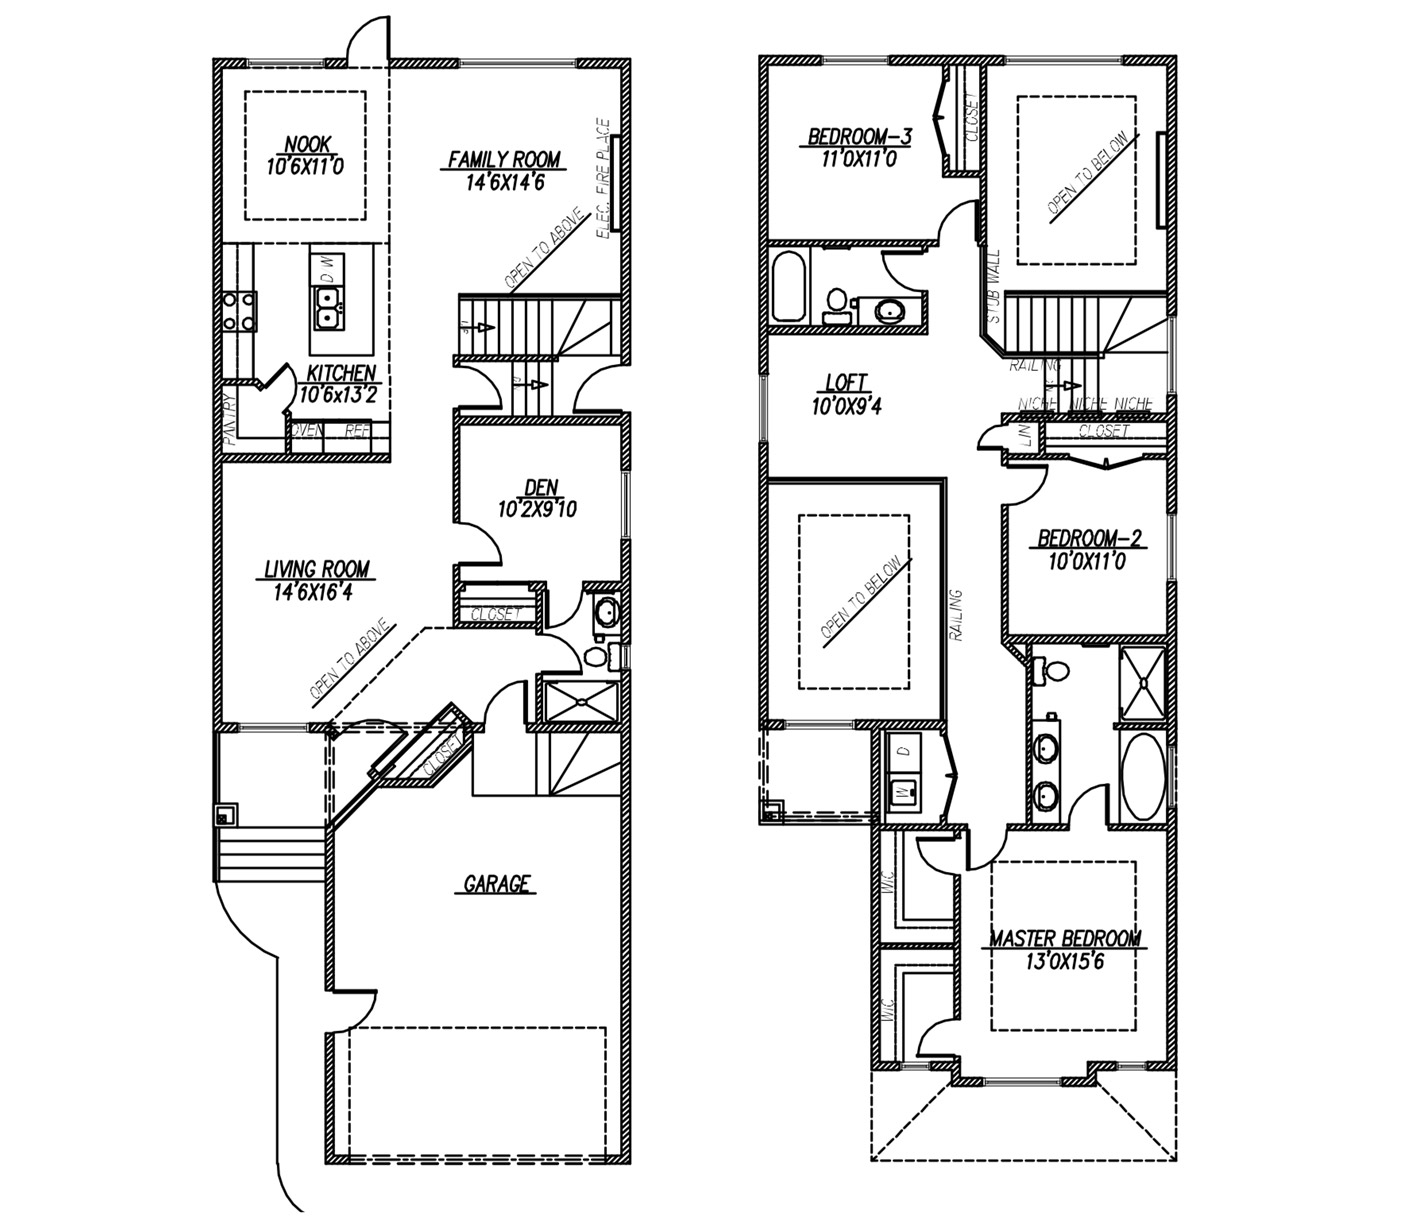 NOOK
10'6X11'0
FAMILY ROOM
14'6X14'6
ELEC. FIRE PLACE
OPEN TO ABOVE
D W
KITCHEN
10'6x13'2
PANTRY
OVEN
REF
DEN
10'2X9'10
LIVING ROOM
14'6X16'4
CLOSET
OPEN TO ABOVE
CLOSET
GARAGE
BEDROOM-3
11'0X11'0
CLOSET
OPEN TO BELOW
STUB WALL
RAILING
LOFT
10'0X9'4
NICHE
NICHE
NICHE
LIN
CLOSET
BEDROOM-2
10'0X11'0
OPEN TO BELOW
RAILING
D
W
WIC
MASTER BEDROOM
13'0X15'6
WIC